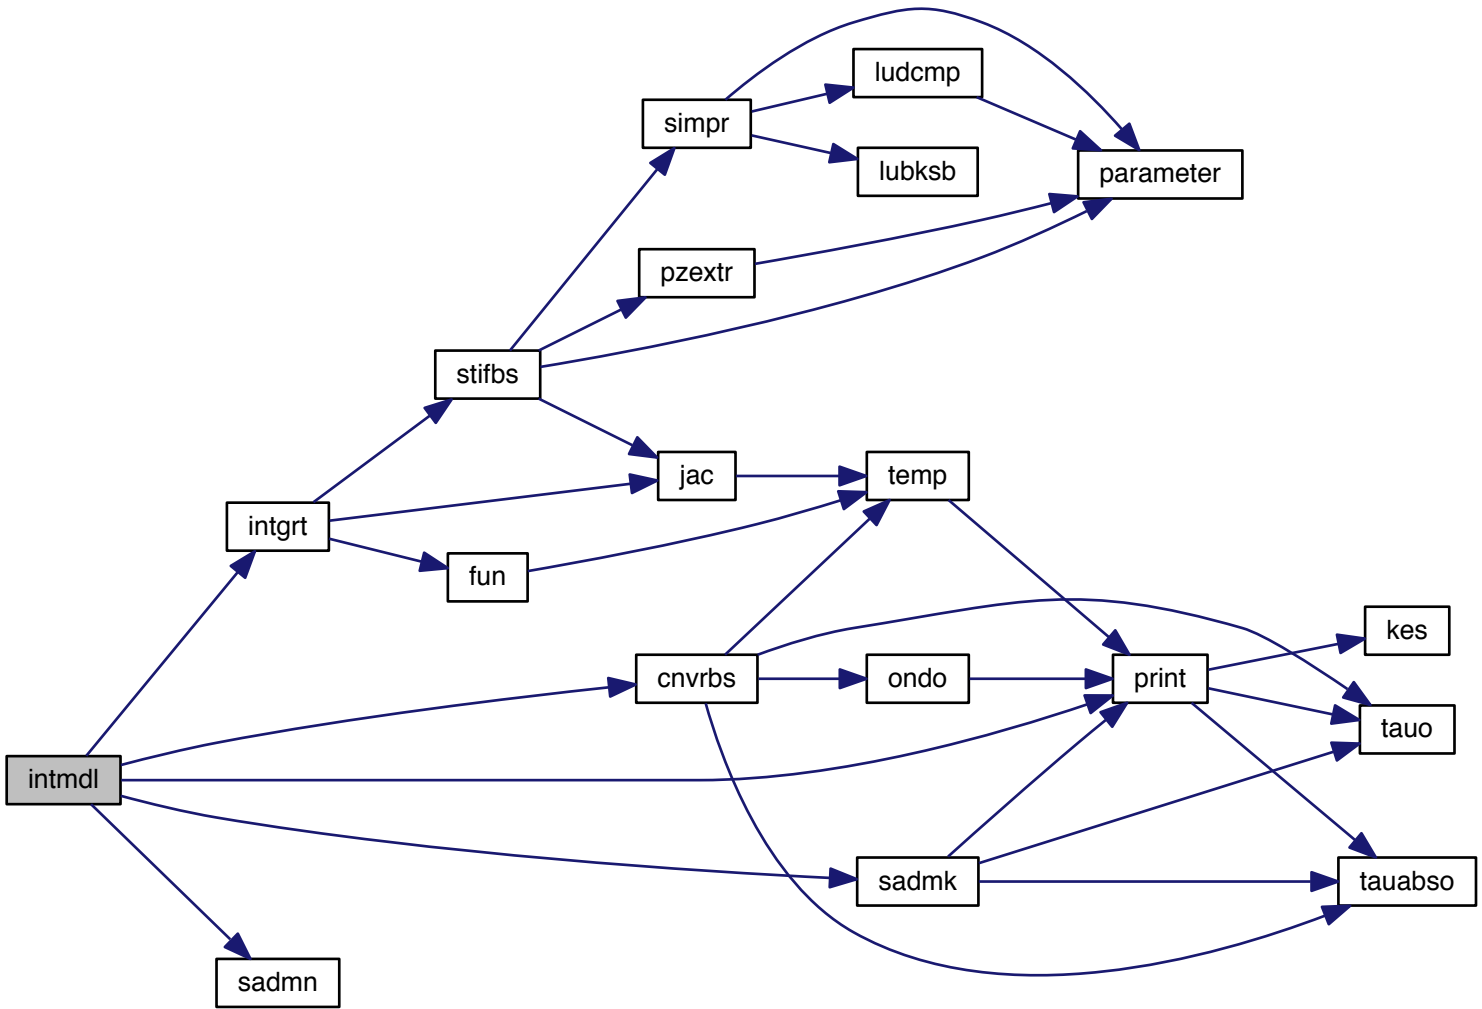 ludcmp
simpr
lubksb
parameter
pzextr
stifbs
jac
temp
intgrt
fun
kes
cnvrbs
ondo
print
tauo
intmdl
sadmk
tauabso
sadmn